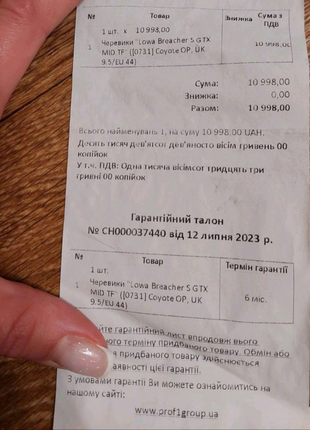 № Товар Знижка Сума з ПДВ
1 шт. х 10 998,00
1 Черевики "Lowa Breacher S GTX MID TF" ([0731] Coyote OP, UK 9.5/EU 44) 10 998,00
Сума: 10 998,00
Знижка: 0,00
Разом: 10 998,00
Всього найменувань 1, на суму 10 998,00 UAH.
Десять тисяч дев'ятсот дев'яносто вісім гривень 00
копійок
У т.ч. ПДВ: Одна тисяча вісімсот тридцять три
гривні 00 копійок
Гарантійний талон
№ СН000037440 від 12 липня 2023 р.
№ Товар Термін гарантії
1 шт.
1 Черевики "Lowa Breacher S GTX
MID TF" ([0731] Coyote OP, UK 6 міс.
9.5/EU 44)
гарантійний лист впродовж всього
терміну придбаного товару. Обмін або
придбаного товару здійснюється
наявності цієї гарантії.
З умовами гарантії Ви можете ознайомитись на
нашому сайті:
www.prof1group.ua